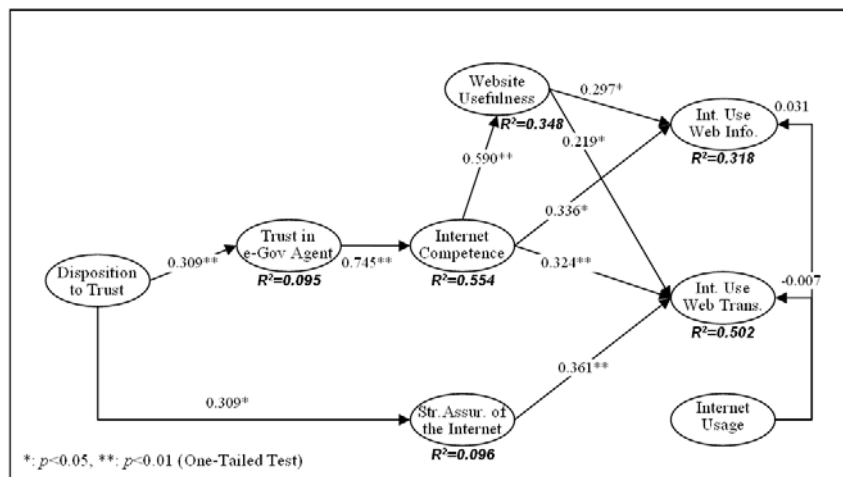 Website
Usefulness
R²=0.348
0.297*
0.031
Int. Use
Web Info.
R²=0.318
0.219*
0.590**
0.336*
Trust in
e-Gov Agent
R²=0.095
0.309**
0.745**
Internet
Competence
R²=0.554
0.324**
Disposition
to Trust
Int. Use
Web Trans.
R²=0.502
-0.007
0.361**
0.309*
Str.Assur. of
the Internet
R²=0.096
Internet
Usage
*: p<0.05, **: p<0.01 (One-Tailed Test)